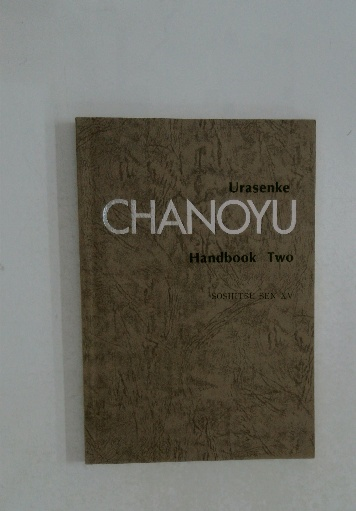 Urasenke
CHANOYU
Handbook Two
SOSHITSU SEN XV